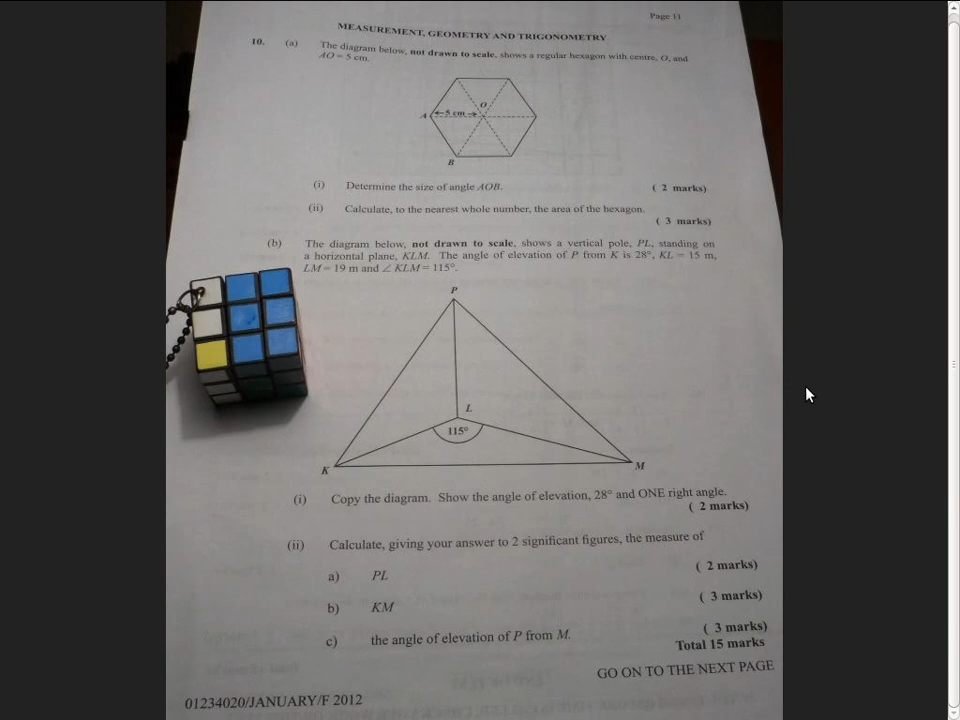 Page 11
MEASUREMENT, GEOMETRY AND TRIGONOMETRY
10. (a) The diagram below, not drawn to scale, shows a regular hexagon with centre, O, and
AO = 5 cm.
O
A 5 cm
B
(i) Determine the size of angle AOB. ( 2 marks)
(ii) Calculate, to the nearest whole number, the area of the hexagon.
( 3 marks)
(b) The diagram below, not drawn to scale, shows a vertical pole, PL, standing on
a horizontal plane, KLM. The angle of elevation of P from K is 28°, KL = 15 m,
LM = 19 m and ∠ KLM = 115°.
P
L
115°
K M
(i) Copy the diagram. Show the angle of elevation, 28° and ONE right angle.
( 2 marks)
(ii) Calculate, giving your answer to 2 significant figures, the measure of
a) PL ( 2 marks)
b) KM ( 3 marks)
c) the angle of elevation of P from M. ( 3 marks)
Total 15 marks
GO ON TO THE NEXT PAGE
01234020/JANUARY/F 2012